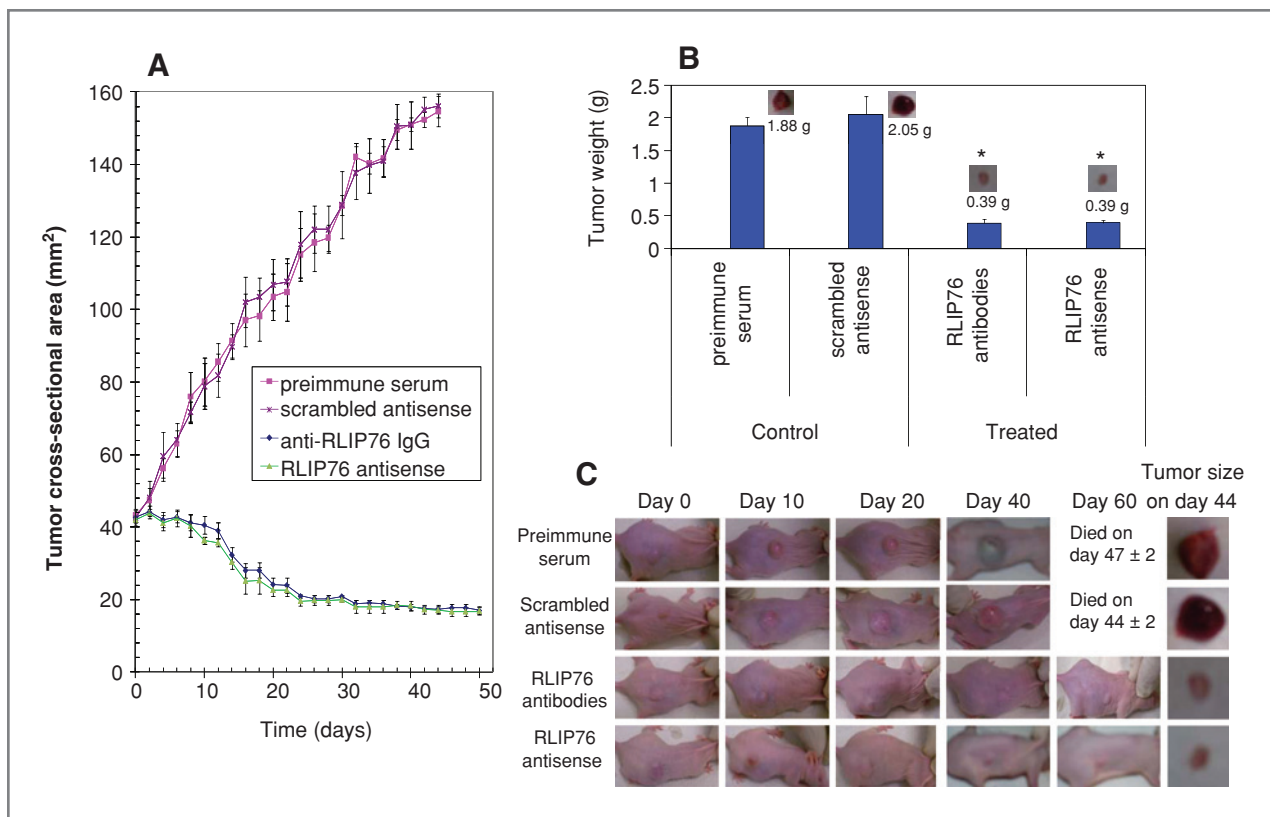 A
Tumor cross-sectional area (mm2)
160
140
120
100
80
60
40
20
0
0 10 20 30 40 50
Time (days)
preimmune serum
scrambled antisense
anti-RLIP76 IgG
RLIP76 antisense
B
Tumor weight (g)
2.5
2
1.5
1
0.5
0
1.88 g
2.05 g
*
0.39 g
*
0.39 g
preimmune
serum
scrambled
antisense
RLIP76
antibodies
RLIP76
antisense
Control
Treated
C
Day 0 Day 10 Day 20 Day 40 Day 60
Tumor size
on day 44
Preimmune
serum
Died on
day 47 ± 2
Scrambled
antisense
Died on
day 44 ± 2
RLIP76
antibodies
RLIP76
antisense